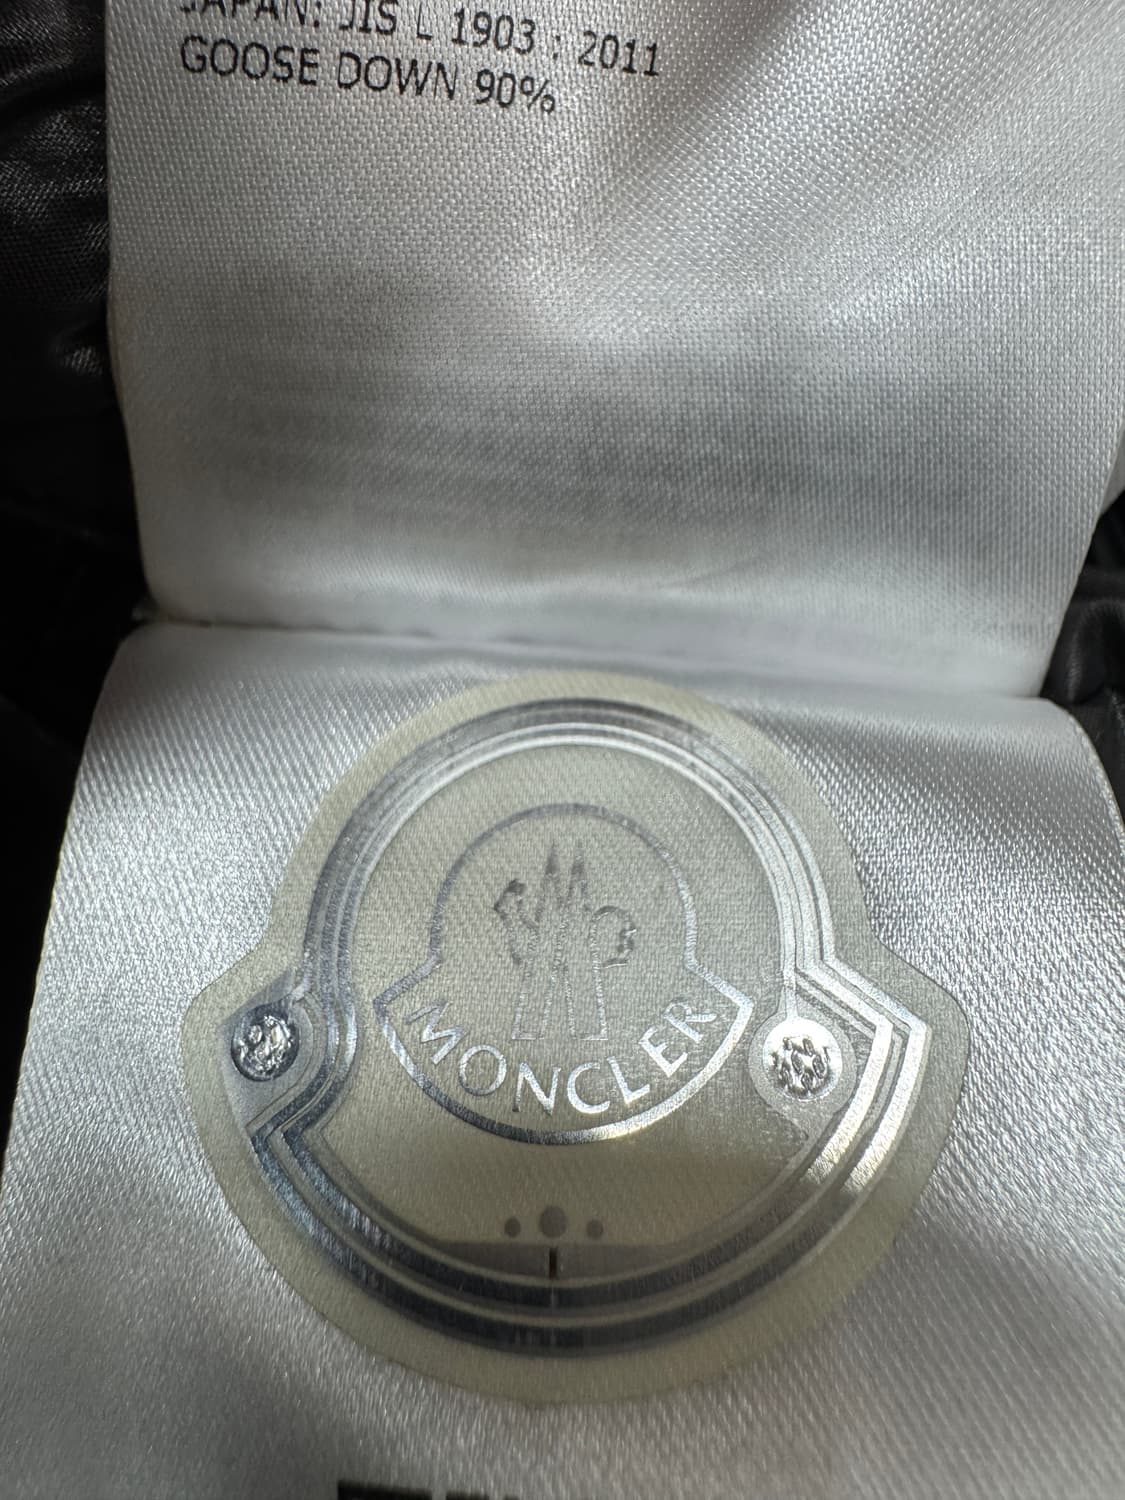 JAPAN: JIS L 1903 : 2011
GOOSE DOWN 90%
MONCLER